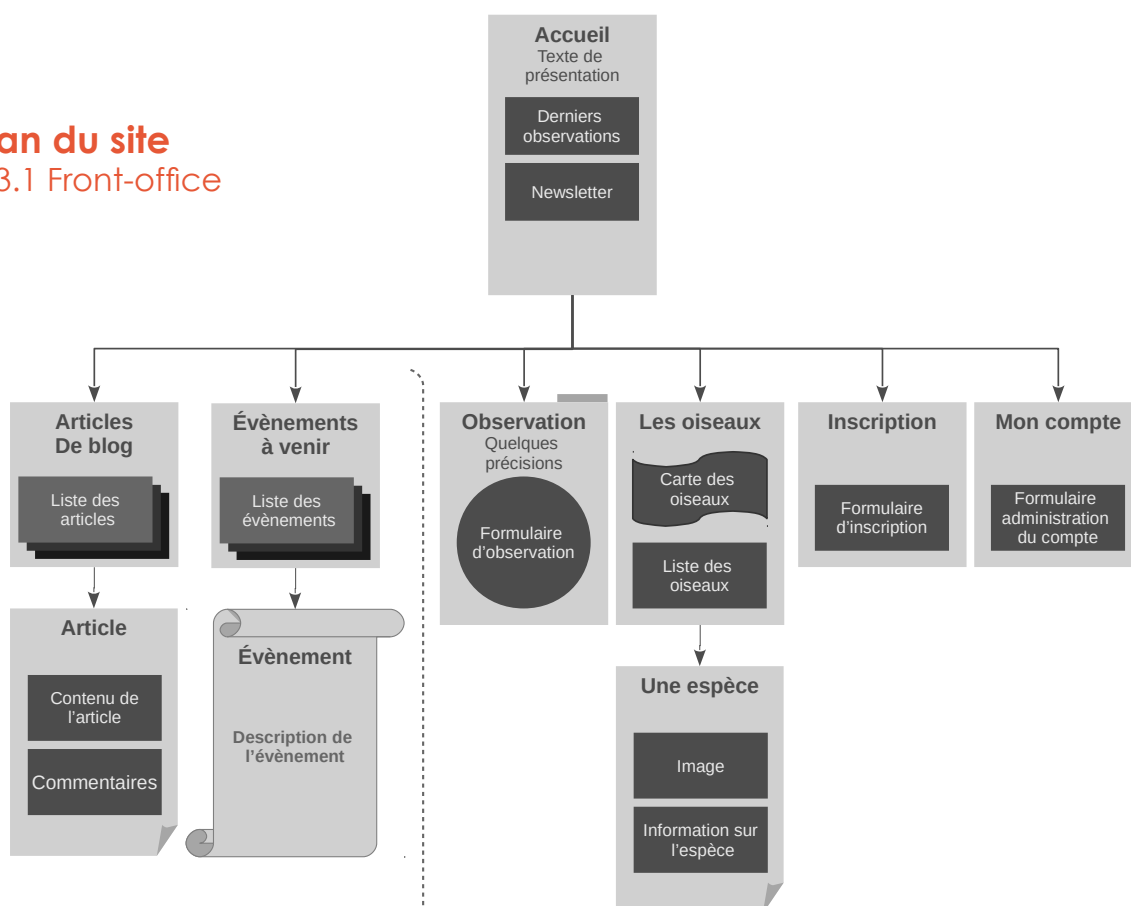 Accueil
Texte de
présentation
Derniers
observations
Newsletter
an du site
3.1 Front-office
Articles
De blog
Liste des
articles
Évènements
à venir
Liste des
évènements
Observation
Quelques
précisions
Formulaire
d'observation
Les oiseaux
Carte des
oiseaux
Liste des
oiseaux
Inscription
Formulaire
d'inscription
Mon compte
Formulaire
administration
du compte
Article
Contenu de
l'article
Commentaires
Évènement
Description de
l'évènement
Une espèce
Image
Information sur
l'espèce